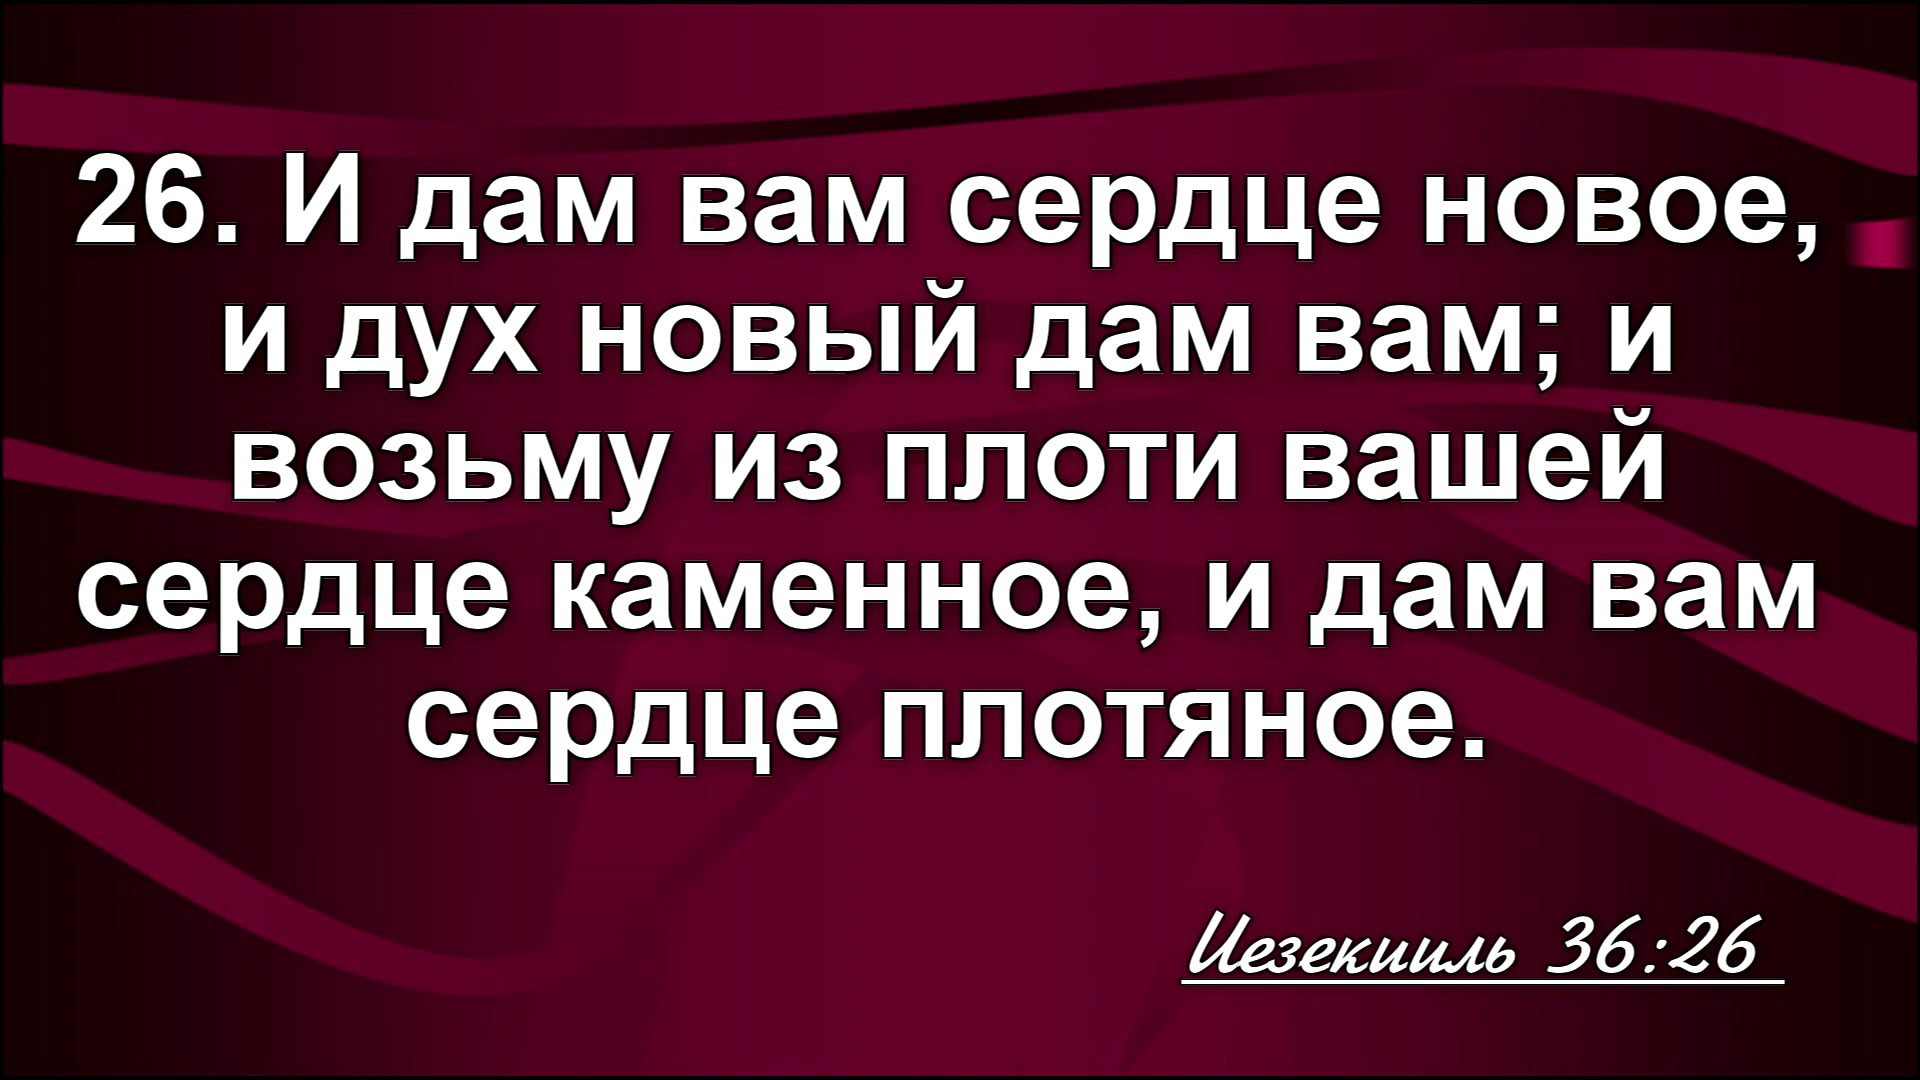 26. И дам вам сердце новое,
и дух новый дам вам; и
возьму из плоти вашей
сердце каменное, и дам вам
сердце плотяное.
Иезекииль 36:26